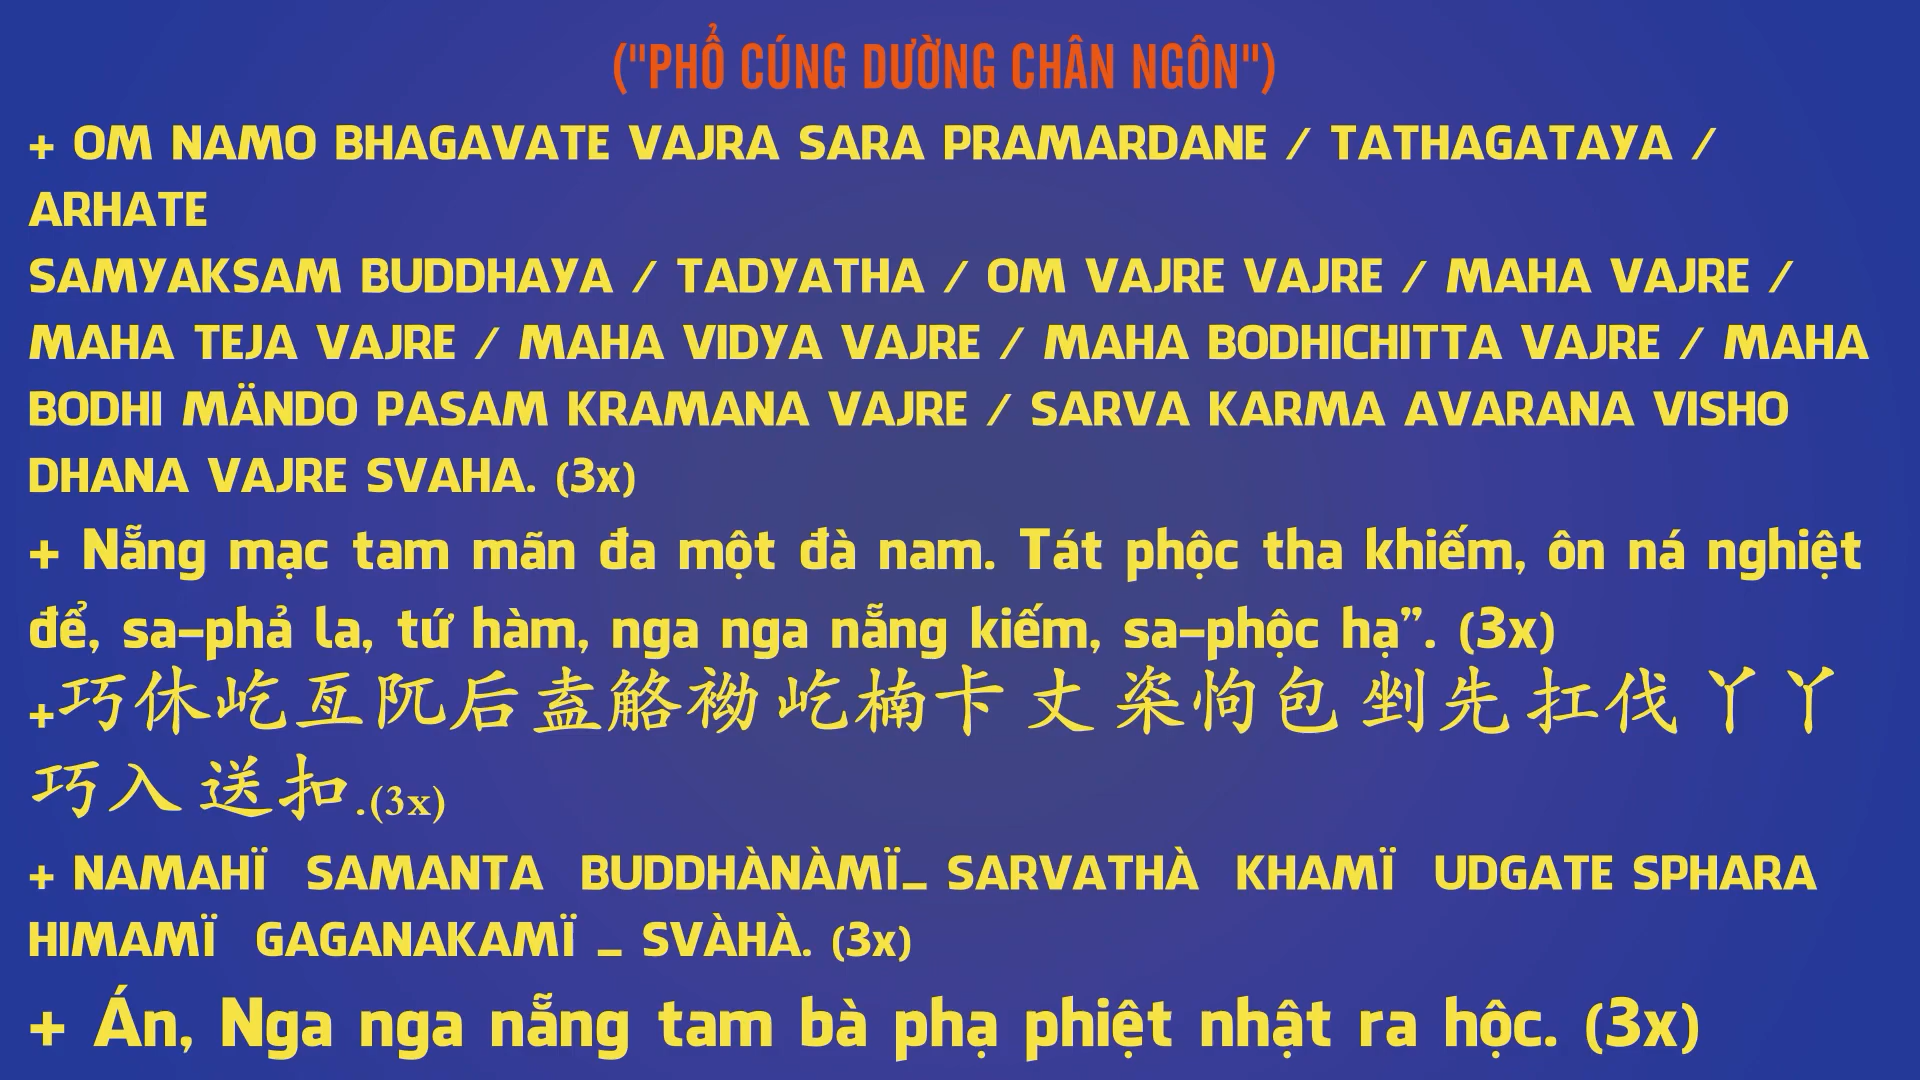 ("PHỔ CÚNG DƯỜNG CHÂN NGÔN")
+ OM NAMO BHAGAVATE VAJRA SARA PRAMARDANE / TATHAGATAYA /
ARHATE
SAMYAKSAM BUDDHAYA / TADYATHA / OM VAJRE VAJRE / MAHA VAJRE /
MAHA TEJA VAJRE / MAHA VIDYA VAJRE / MAHA BODHICHITTA VAJRE / MAHA
BODHI MÄNDO PASAM KRAMANA VAJRE / SARVA KARMA AVARANA VISHO
DHANA VAJRE SVAHA. (3x)
+ Nẵng mạc tam mãn đa một đà nam. Tát phộc tha khiếm, ôn ná nghiệt
để, sa-phả la, tứ hàm, nga nga nẵng kiếm, sa-phộc hạ”. (3x)
+巧休屹亙阢后盍觡袎屹楠卡 丈 枀怐包 剉先扛伐 丫丫
巧入 送扣.(3x)
+ NAMAHÏ SAMANTA BUDDHÀNÀMÏ_ SARVATHÀ KHAMÏ UDGATE SPHARA
HIMAMÏ GAGANAKAMÏ _ SVÀHÀ. (3x)
+ Án, Nga nga nẵng tam bà phạ phiệt nhật ra hộc. (3x)